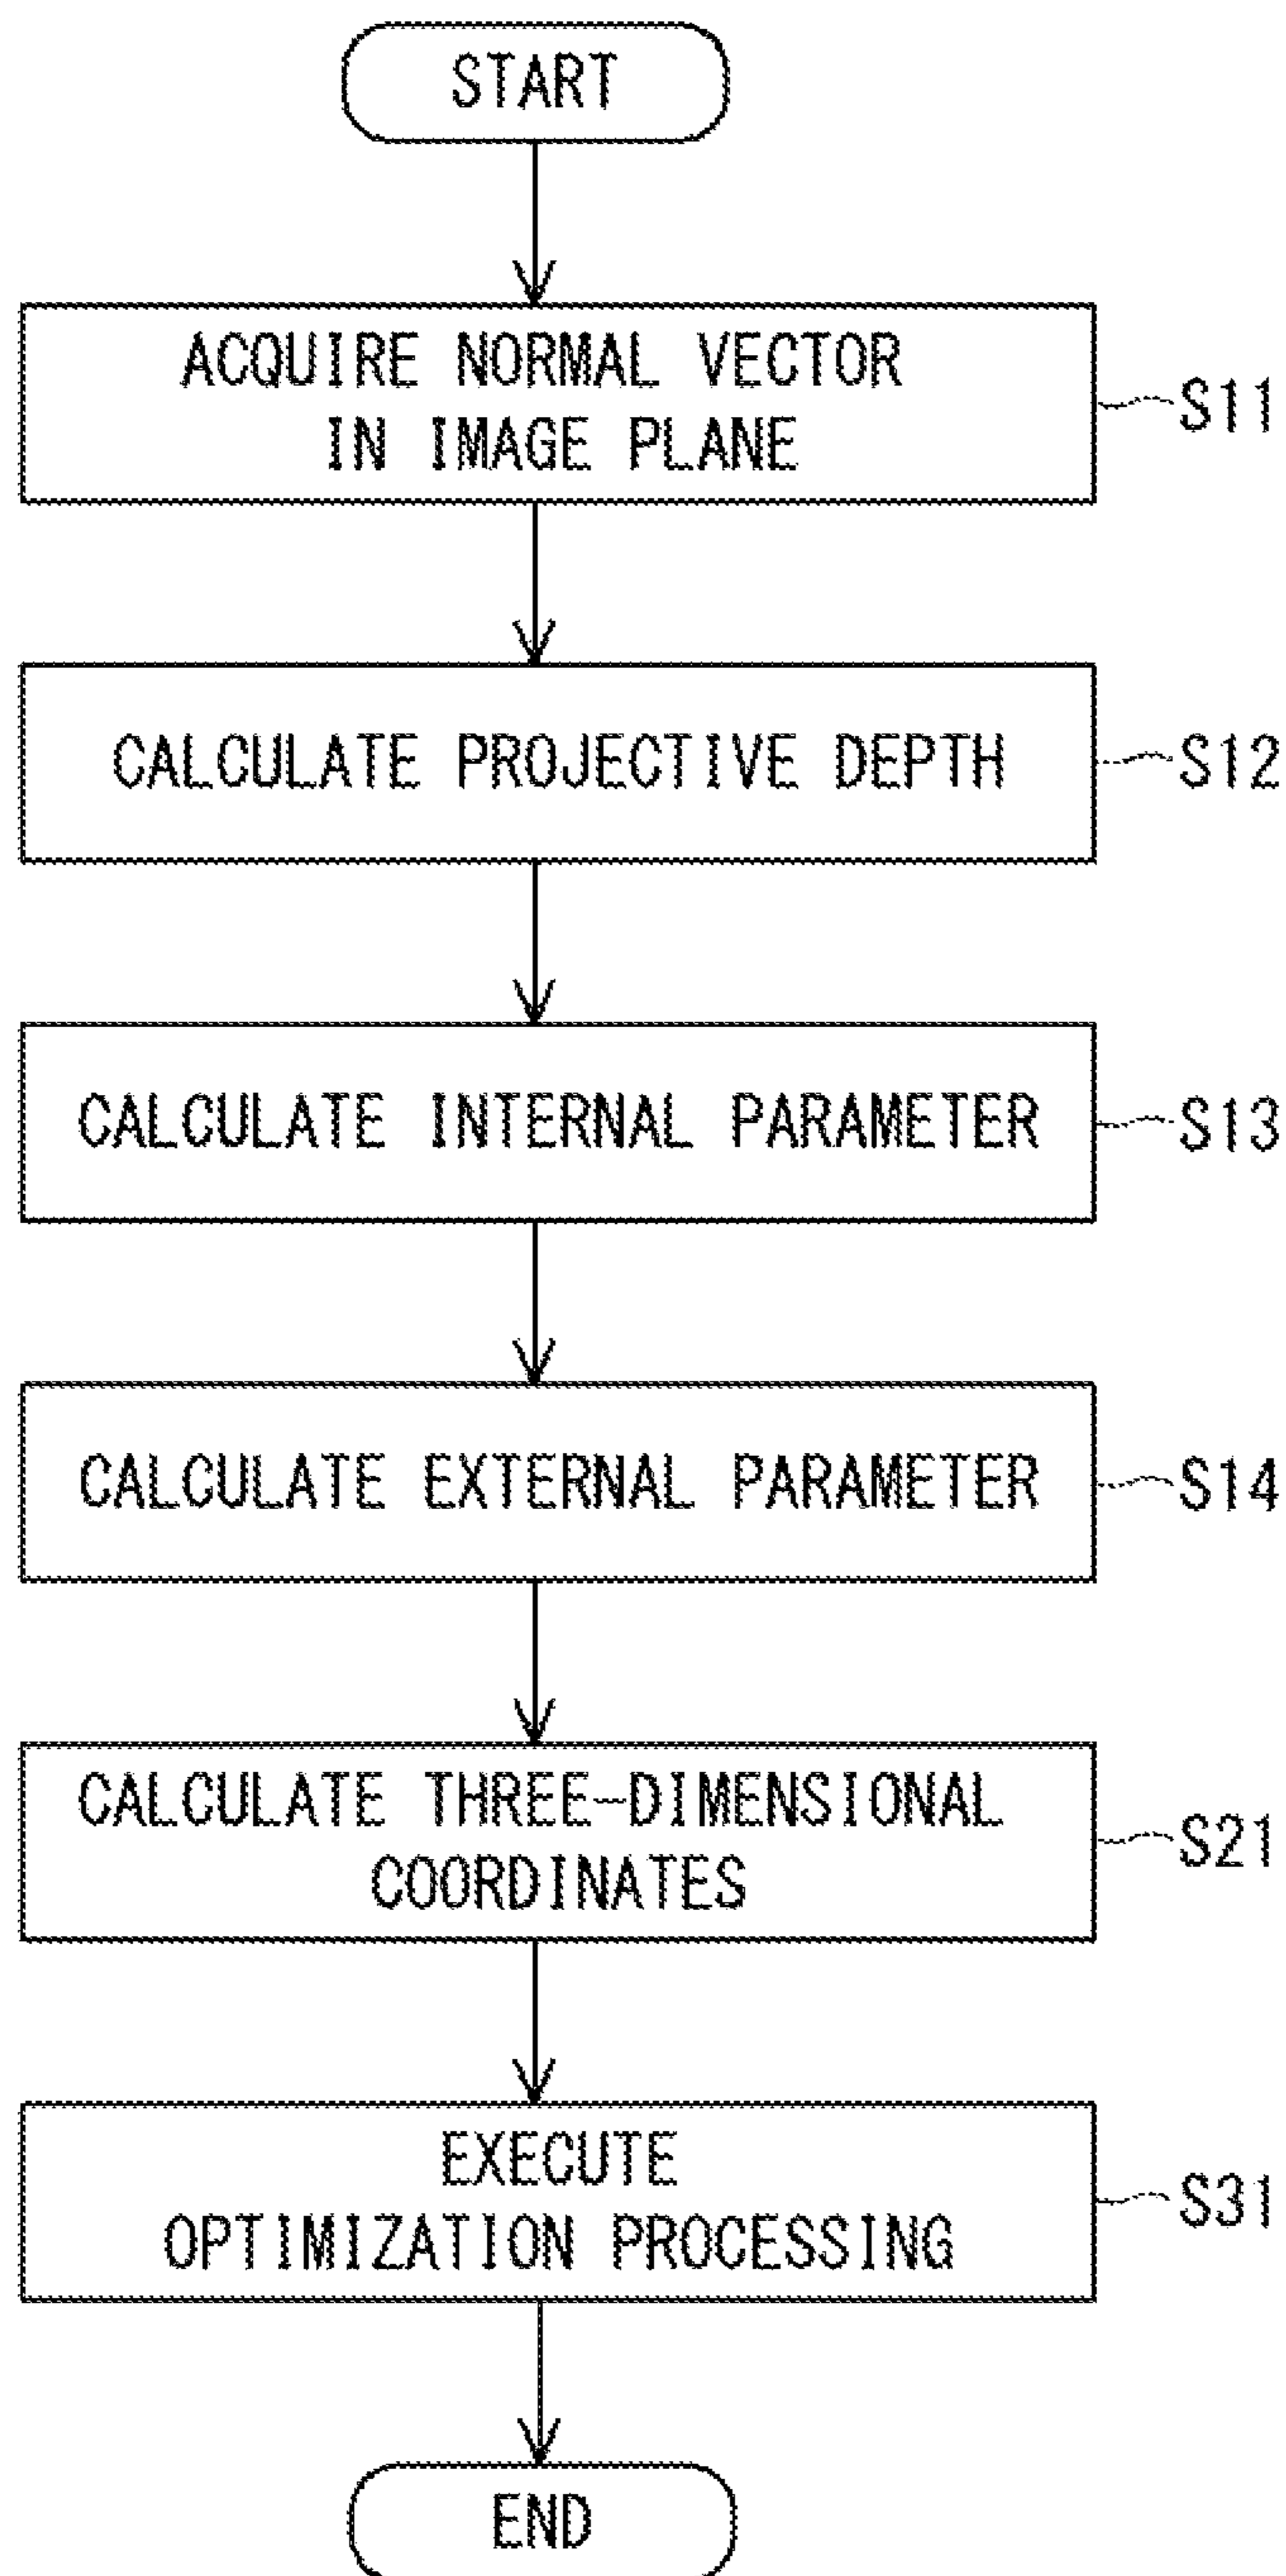 START
ACQUIRE NORMAL VECTOR
IN IMAGE PLANE
S11
CALCULATE PROJECTIVE DEPTH
S12
CALCULATE INTERNAL PARAMETER
S13
CALCULATE EXTERNAL PARAMETER
S14
CALCULATE THREE-DIMENSIONAL
COORDINATES
S21
EXECUTE
OPTIMIZATION PROCESSING
S31
END